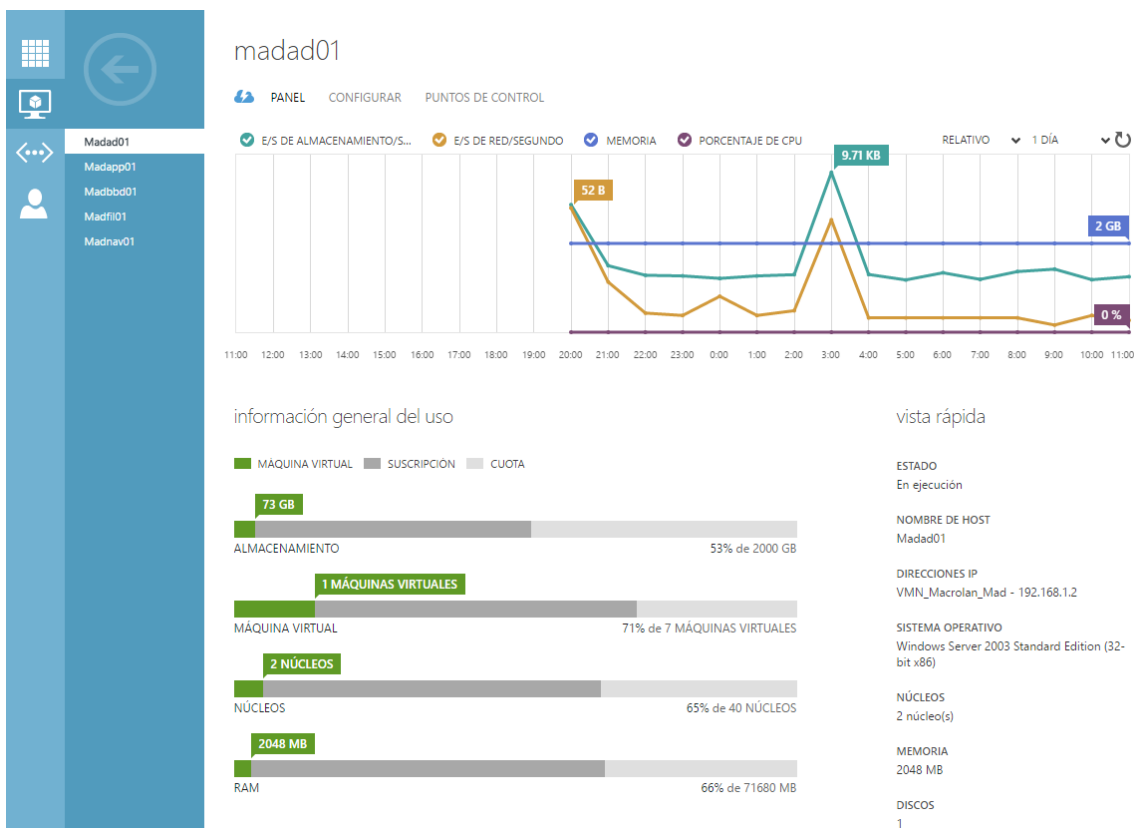 madad01
PANEL CONFIGURAR PUNTOS DE CONTROL
Madad01
Madapp01
Madbbd01
Madfil01
Madnav01
E/S DE ALMACENAMIENTO/S... E/S DE RED/SEGUNDO MEMORIA PORCENTAJE DE CPU RELATIVO 1 DÍA
9.71 KB
52 B
2 GB
0 %
11:00 12:00 13:00 14:00 15:00 16:00 17:00 18:00 19:00 20:00 21:00 22:00 23:00 0:00 1:00 2:00 3:00 4:00 5:00 6:00 7:00 8:00 9:00 10:00 11:00
información general del uso
MÁQUINA VIRTUAL SUSCRIPCIÓN CUOTA
73 GB
ALMACENAMIENTO 53% de 2000 GB
1 MÁQUINAS VIRTUALES
MÁQUINA VIRTUAL 71% de 7 MÁQUINAS VIRTUALES
2 NÚCLEOS
NÚCLEOS 65% de 40 NÚCLEOS
2048 MB
RAM 66% de 71680 MB
vista rápida
ESTADO
En ejecución
NOMBRE DE HOST
Madad01
DIRECCIONES IP
VMN_Macrolan_Mad - 192.168.1.2
SISTEMA OPERATIVO
Windows Server 2003 Standard Edition (32-
bit x86)
NÚCLEOS
2 núcleo(s)
MEMORIA
2048 MB
DISCOS
1